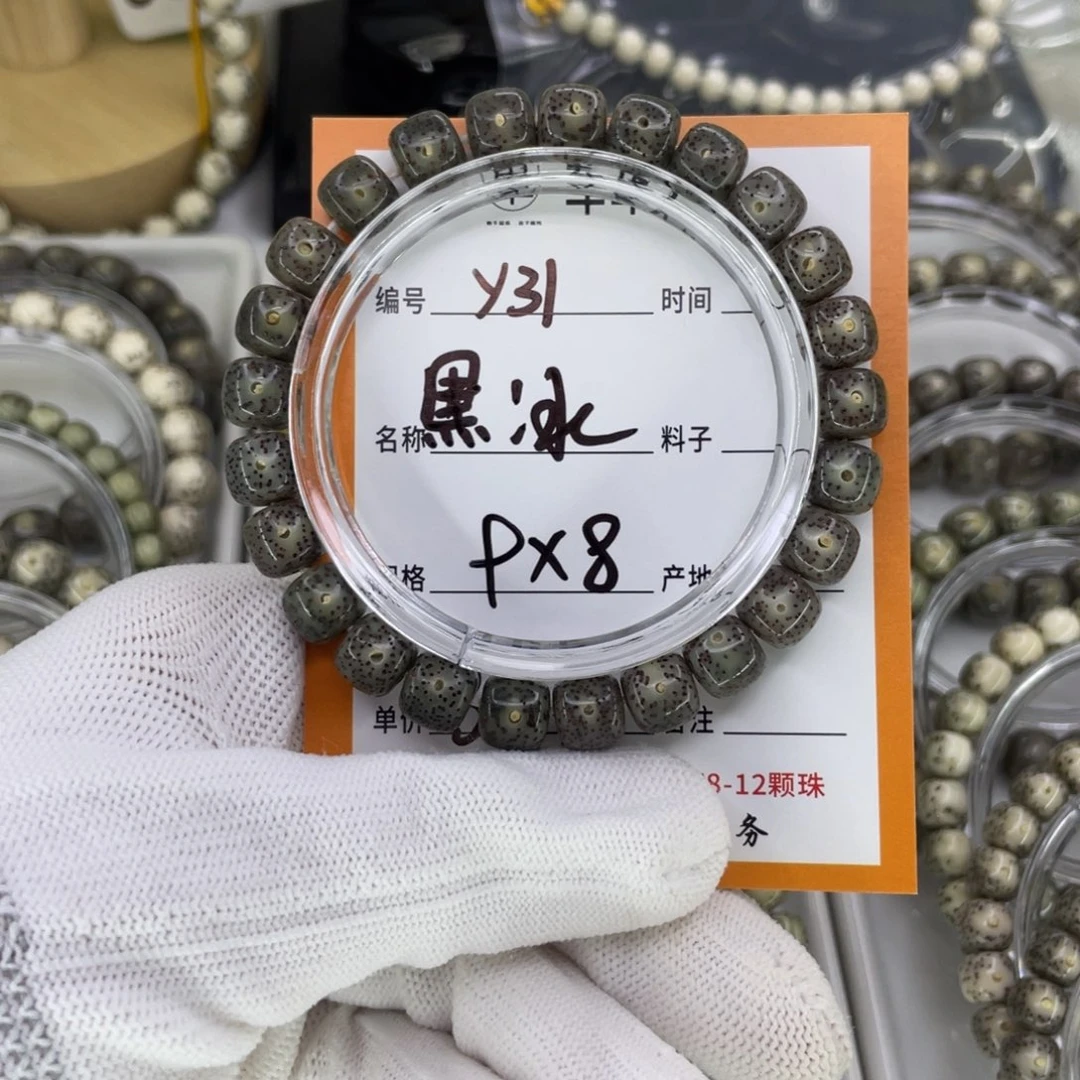 编号 Y31 时间
名称 黑冰 料子
格 PX8 产地
单价 注
8-12颗珠
务